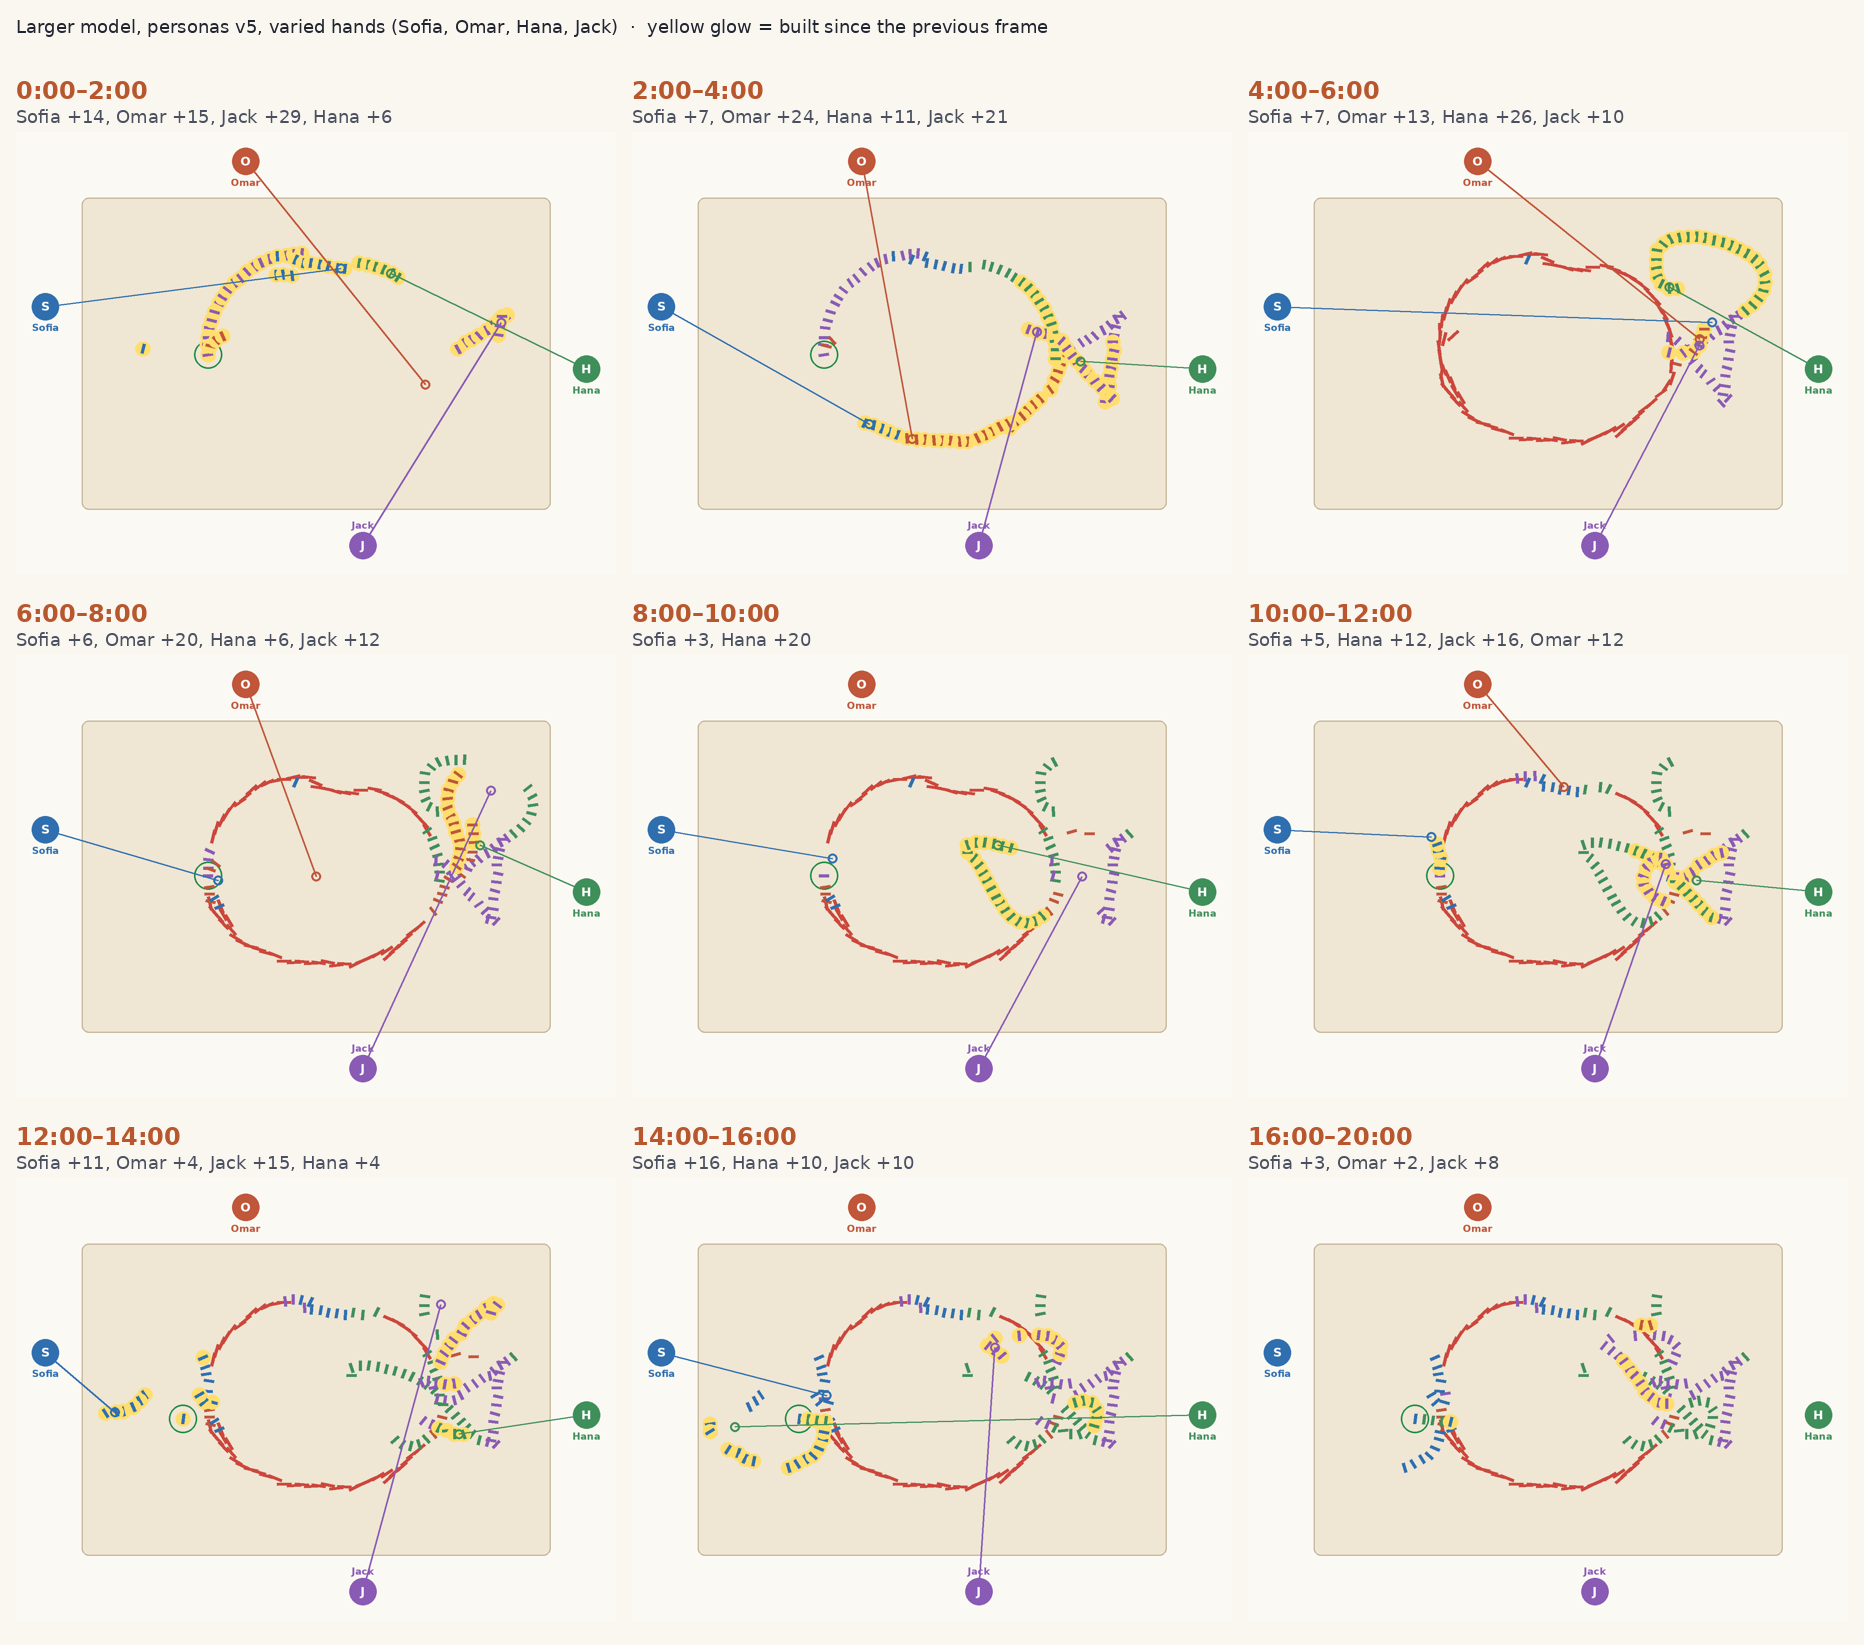 Larger model, personas v5, varied hands (Sofia, Omar, Hana, Jack)  ·  yellow glow = built since the previous frame
0:00–2:00
Sofia +14, Omar +15, Jack +29, Hana +6
O
Omar
S
Sofia
H
Hana
Jack
J
2:00–4:00
Sofia +7, Omar +24, Hana +11, Jack +21
O
Omar
S
Sofia
H
Hana
Jack
J
4:00–6:00
Sofia +7, Omar +13, Hana +26, Jack +10
O
Omar
S
Sofia
H
Hana
Jack
J
6:00–8:00
Sofia +6, Omar +20, Hana +6, Jack +12
O
Omar
S
Sofia
H
Hana
Jack
J
8:00–10:00
Sofia +3, Hana +20
O
Omar
S
Sofia
H
Hana
Jack
J
10:00–12:00
Sofia +5, Hana +12, Jack +16, Omar +12
O
Omar
S
Sofia
H
Hana
Jack
J
12:00–14:00
Sofia +11, Omar +4, Jack +15, Hana +4
O
Omar
S
Sofia
H
Hana
Jack
J
14:00–16:00
Sofia +16, Hana +10, Jack +10
O
Omar
S
Sofia
H
Hana
Jack
J
16:00–20:00
Sofia +3, Omar +2, Jack +8
O
Omar
S
Sofia
H
Hana
Jack
J